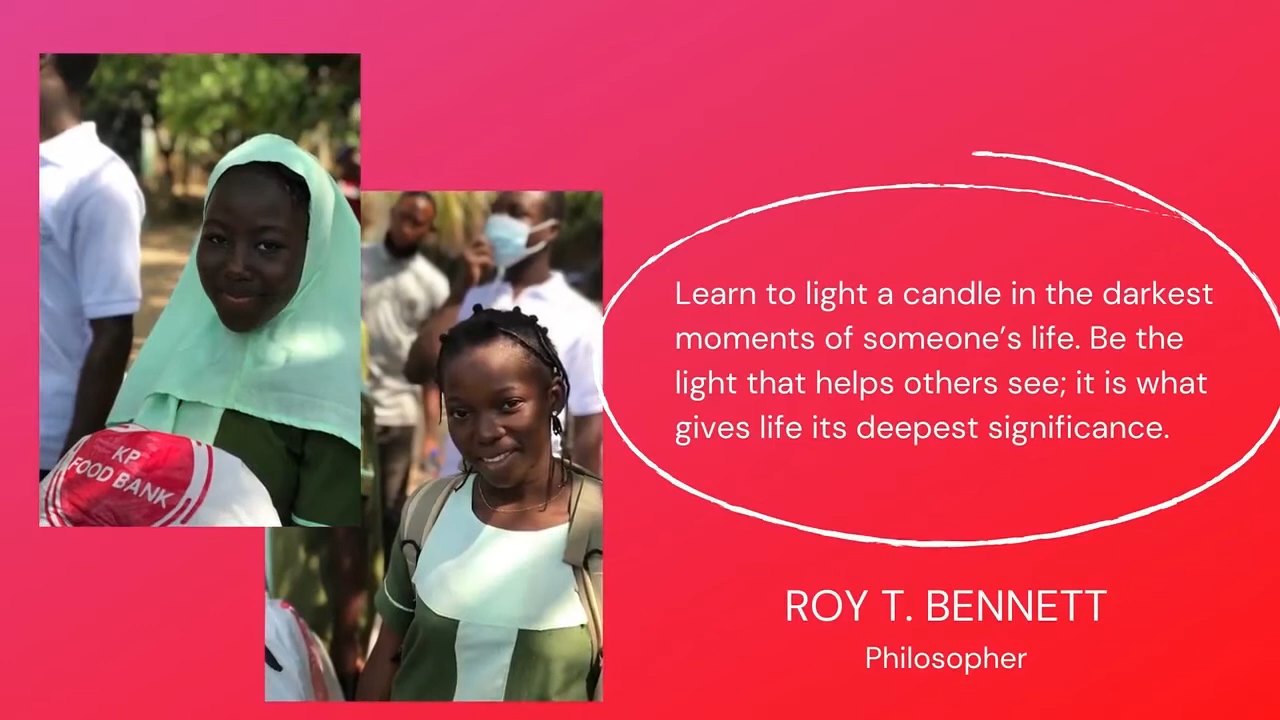 KP
FOOD BANK
Learn to light a candle in the darkest
moments of someone’s life. Be the
light that helps others see; it is what
gives life its deepest significance.
ROY T. BENNETT
Philosopher